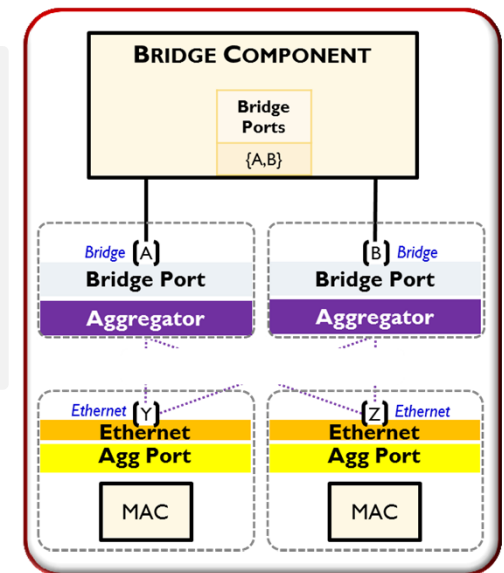 BRIDGE COMPONENT
Bridge
Ports
{A,B}
Bridge {A}
{B} Bridge
Bridge Port
Bridge Port
Aggregator
Aggregator
Ethernet {Y}
{Z} Ethernet
Ethernet
Ethernet
Agg Port
Agg Port
MAC
MAC